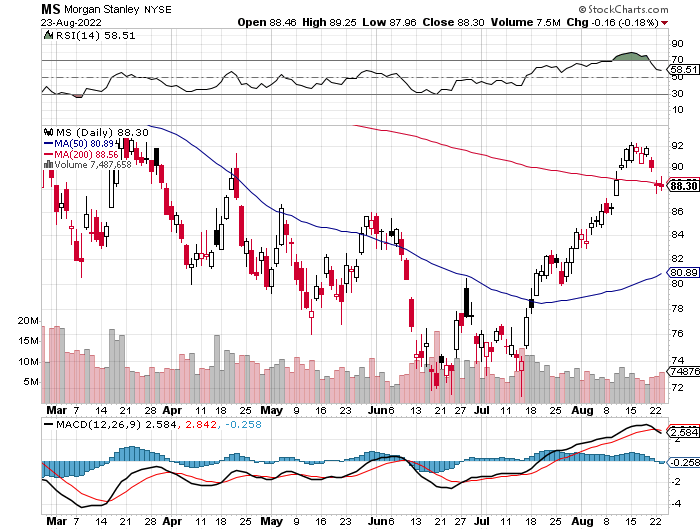 MS Morgan Stanley NYSE © StockCharts.com
23-Aug-2022 Open 88.46 High 89.25 Low 87.96 Close 88.30 Volume 7.5M Chg -0.16 (-0.18%)
RSI(14) 58.51
90
70
58.51
50
30
10
MS (Daily) 88.30
MA(50) 80.89
MA(200) 88.56
Volume 7,487,658
92
90
88.30
86
84
82
80.89
80
78
76
74876
74
72
20M
15M
10M
5M
Mar 7 14 21 28 Apr 11 18 25 May 9 16 23 Jun 6 13 21 27 Jul 11 18 25 Aug 8 15 22
MACD(12,26,9) 2.584, 2.842, -0.258
2.584
-0.258
-2
-4
Mar 7 14 21 28 Apr 11 18 25 May 9 16 23 Jun 6 13 21 27 Jul 11 18 25 Aug 8 15 22